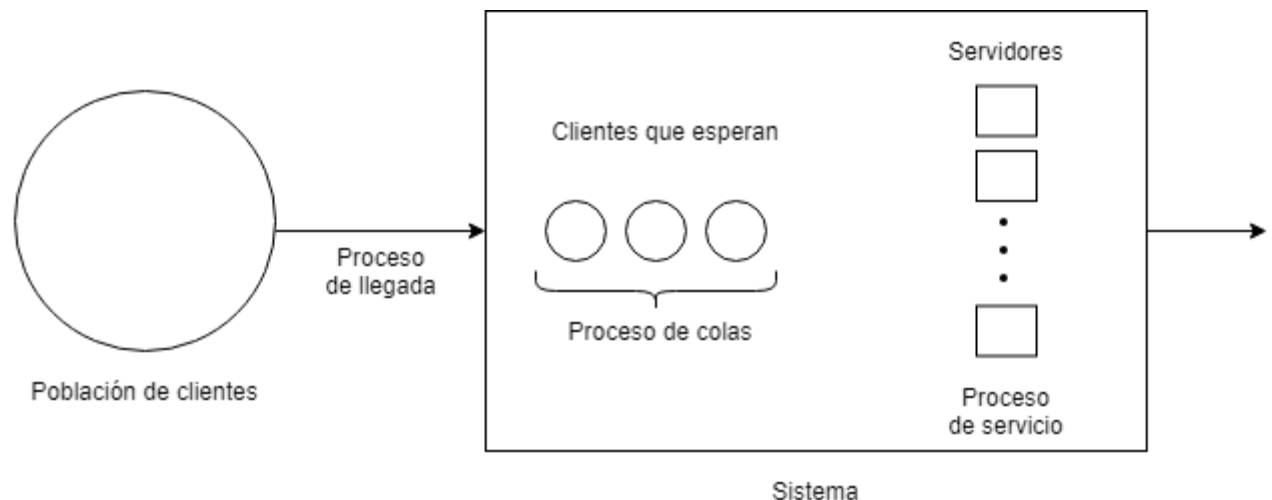 Servidores
Clientes que esperan
Proceso
de llegada
Proceso de colas
Población de clientes
Proceso
de servicio
Sistema